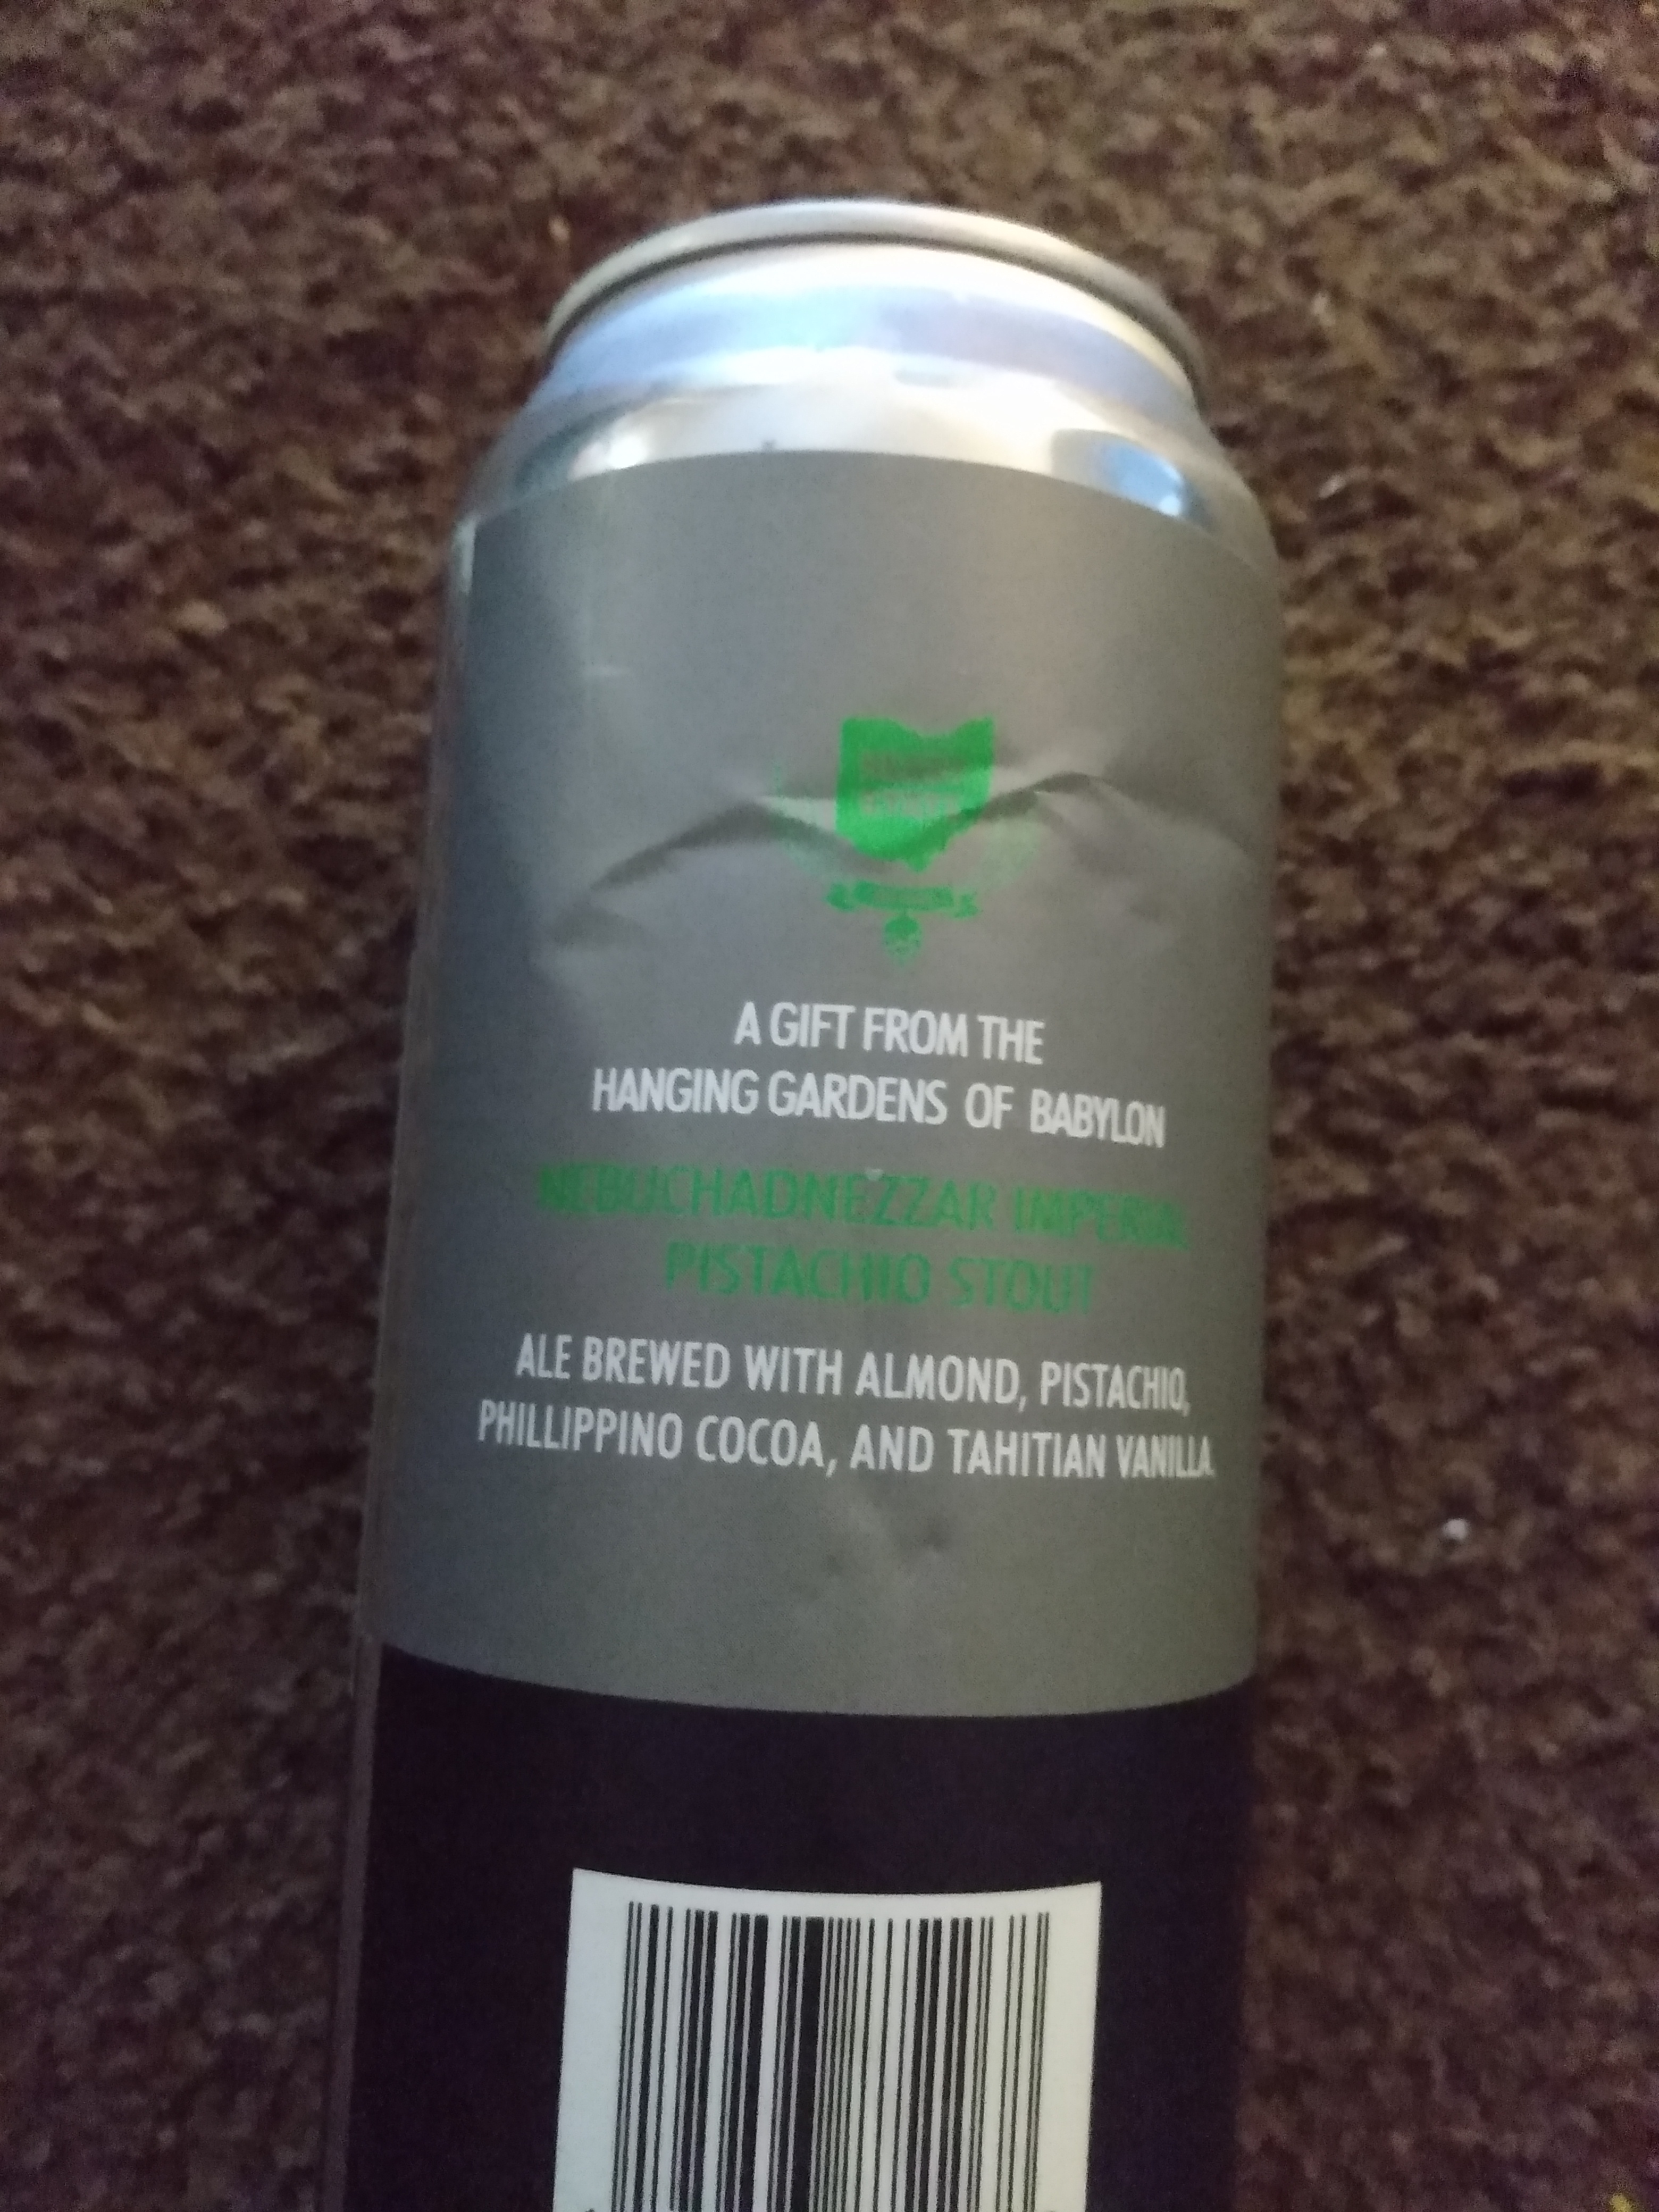 A GIFT FROM THE
HANGING GARDENS OF BABYLON
NEBUCHADNEZZAR IMPERIAL
PISTACHIO STOUT
ALE BREWED WITH ALMOND, PISTACHIO,
PHILLIPPINO COCOA, AND TAHITIAN VANILLA.